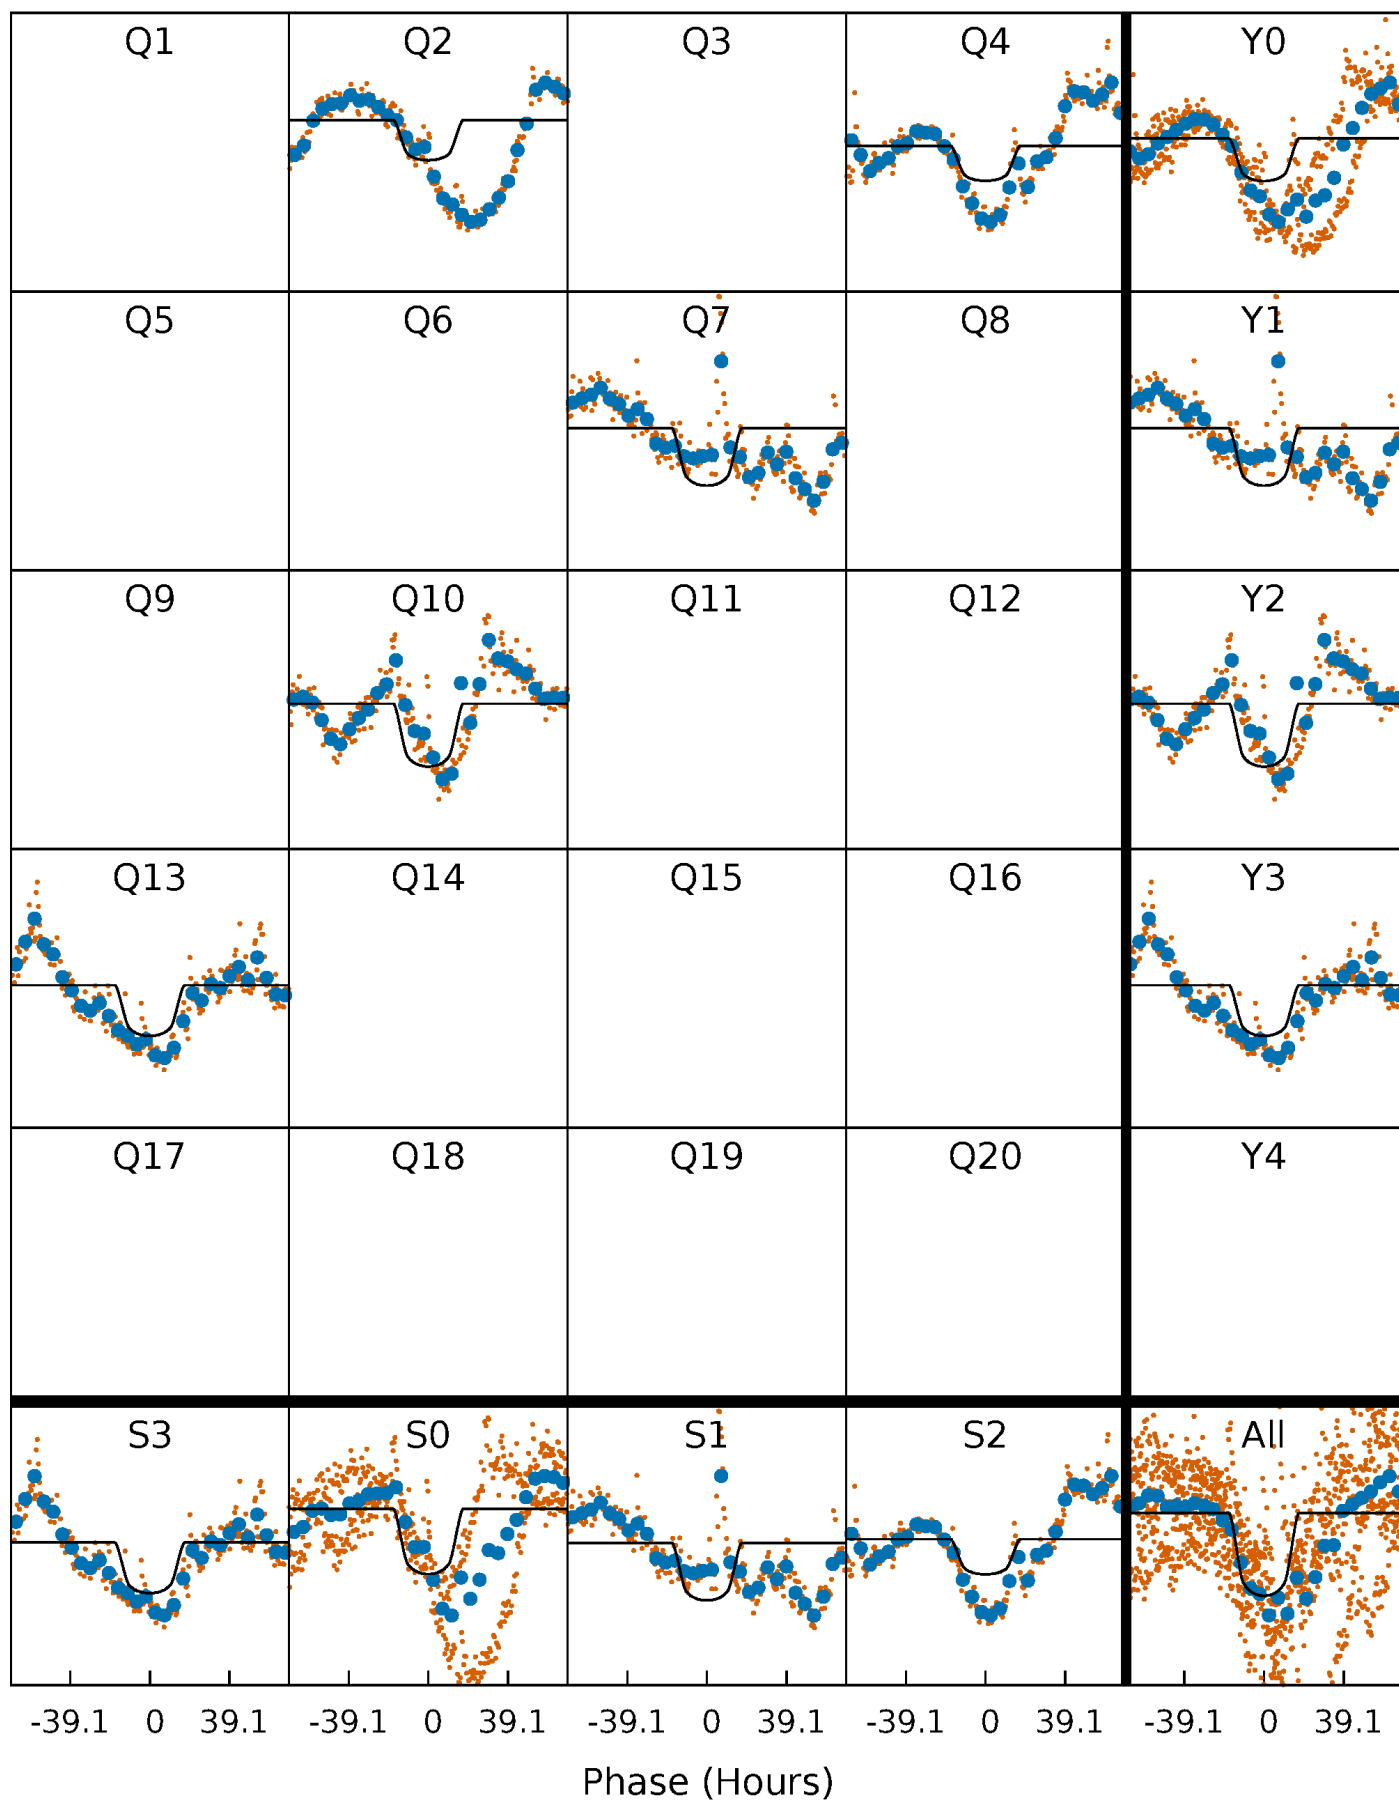 Q1 Q2 Q3 Q4 Y0
Q5 Q6 Q7 Q8 Y1
Q9 Q10 Q11 Q12 Y2
Q13 Q14 Q15 Q16 Y3
Q17 Q18 Q19 Q20 Y4
S3 S0 S1 S2 All
-39.1 0 39.1 -39.1 0 39.1 -39.1 0 39.1 -39.1 0 39.1 -39.1 0 39.1
Phase (Hours)